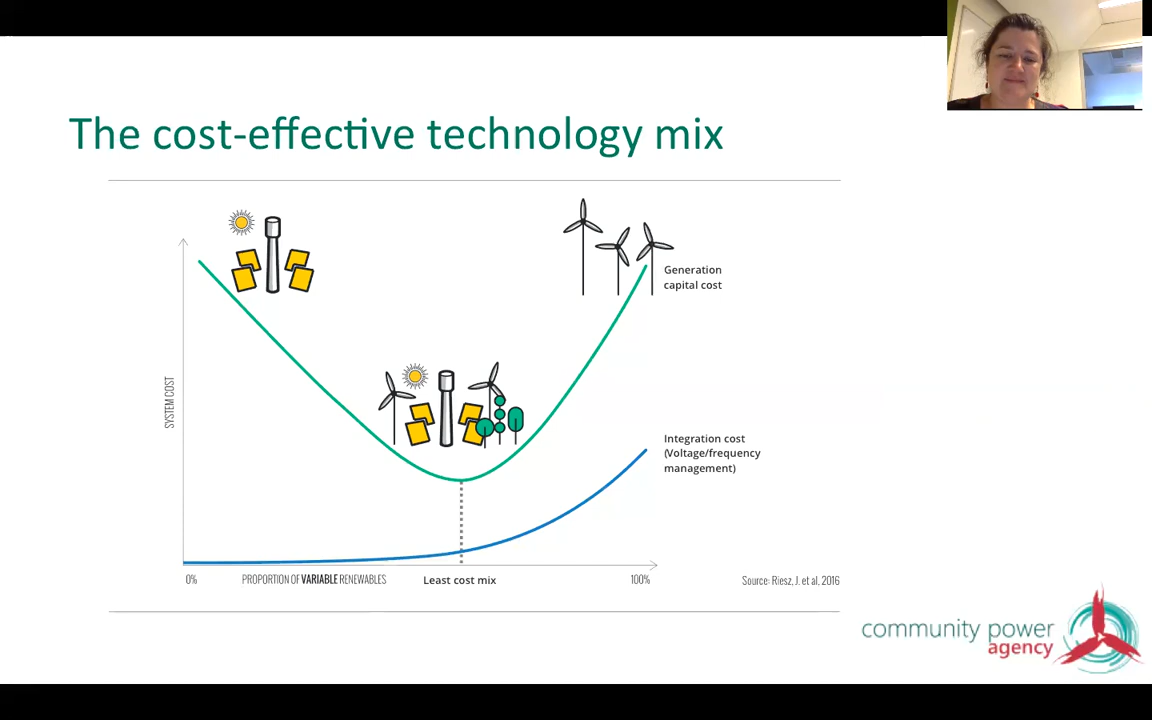 The cost-effective technology mix
Generation
capital cost
SYSTEM COST
Integration cost
(Voltage/frequency
management)
0%
PROPORTION OF VARIABLE RENEWABLES
Least cost mix
100%
Source: Riesz, J. et al, 2016
community power
agency